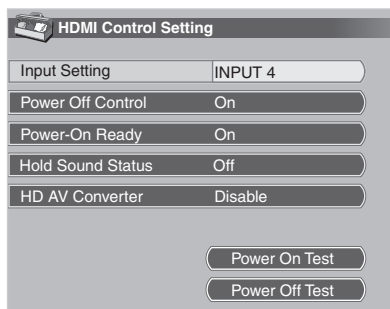 HDMI Control Setting
Input Setting INPUT 4
Power Off Control On
Power-On Ready On
Hold Sound Status Off
HD AV Converter Disable
Power On Test
Power Off Test